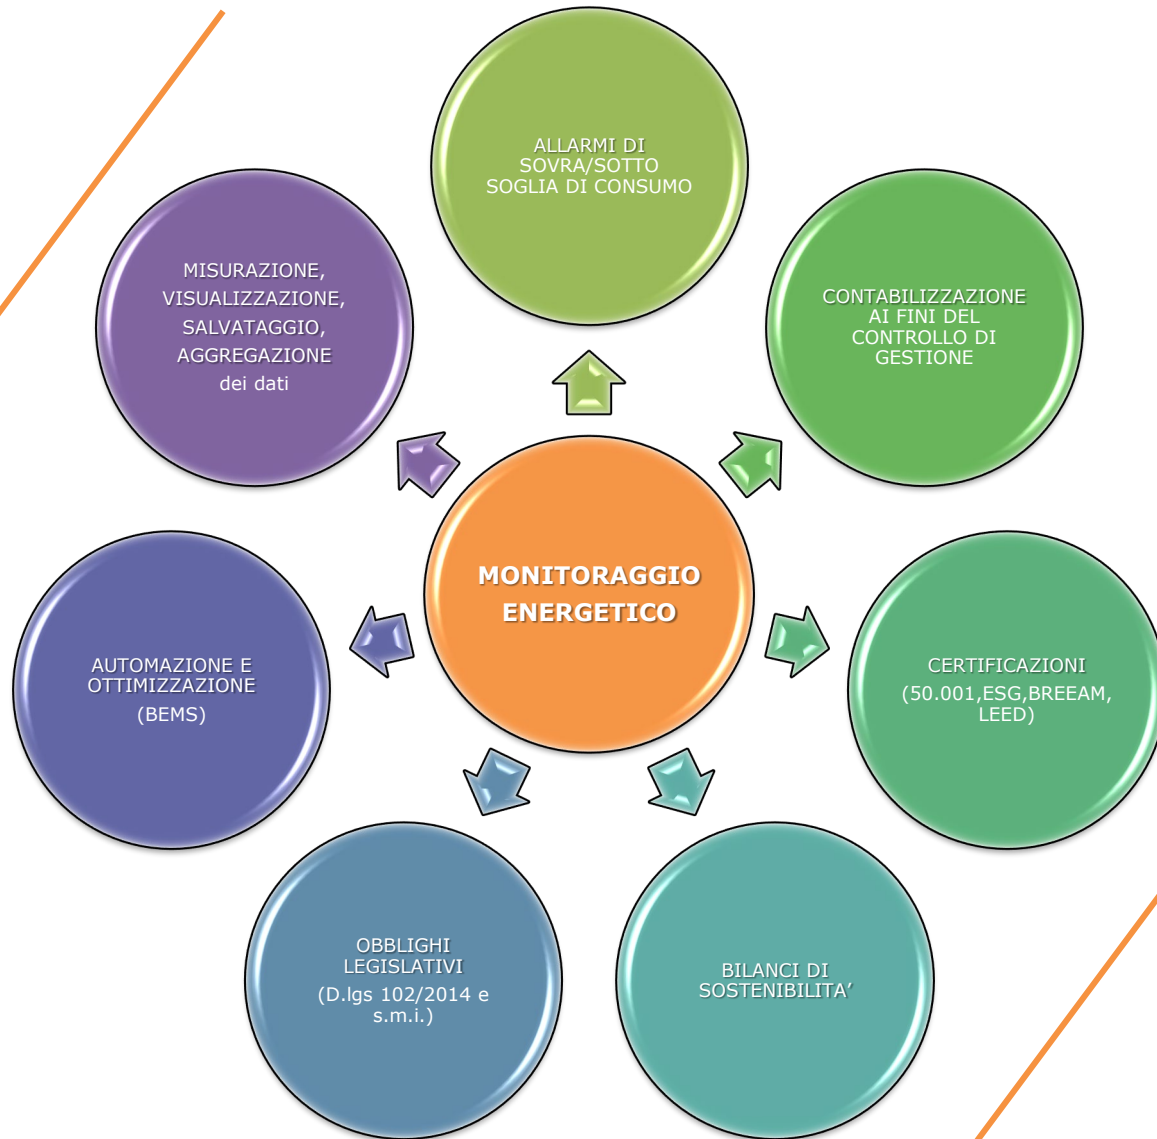 ALLARMI DI
SOVRA/SOTTO
SOGLIA DI CONSUMO
MISURAZIONE,
VISUALIZZAZIONE,
SALVATAGGIO,
AGGREGAZIONE
dei dati
CONTABILIZZAZIONE
AI FINI DEL
CONTROLLO DI
GESTIONE
MONITORAGGIO
ENERGETICO
AUTOMAZIONE E
OTTIMIZZAZIONE
(BEMS)
CERTIFICAZIONI
(50.001,ESG,BREEAM,
LEED)
OBBLIGHI
LEGISLATIVI
(D.lgs 102/2014 e
s.m.i.)
BILANCI DI
SOSTENIBILITA’